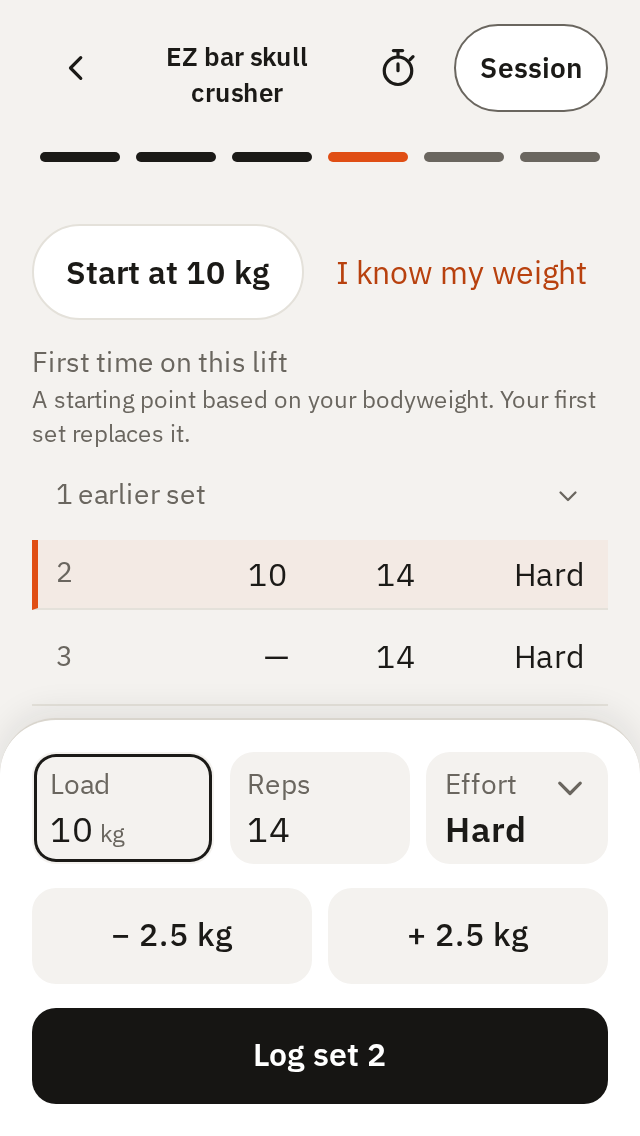 EZ bar skull
crusher
Session
Start at 10 kg
I know my weight
First time on this lift
A starting point based on your bodyweight. Your first
set replaces it.
1 earlier set
2 10 14 Hard
3 — 14 Hard
Load
10 kg
Reps
14
Effort
Hard
− 2.5 kg
+ 2.5 kg
Log set 2